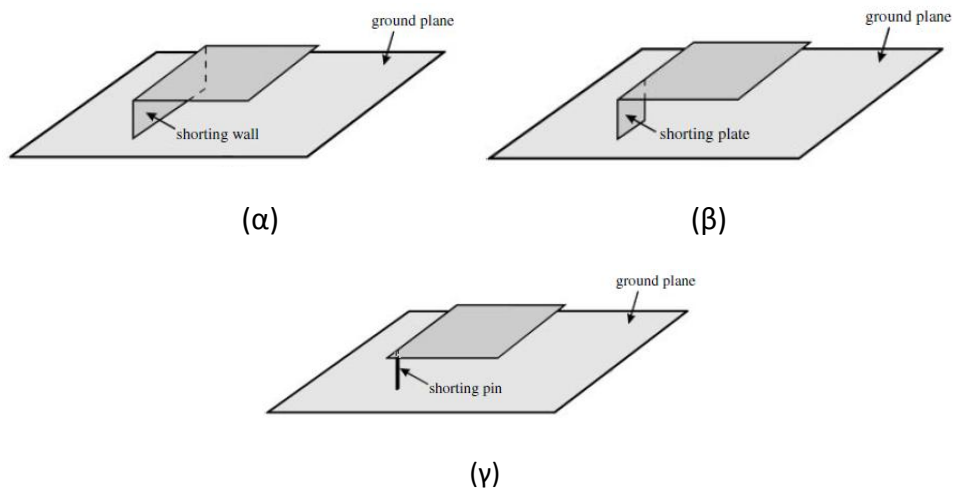 ground plane
shorting wall
(α)
ground plane
shorting plate
(β)
ground plane
shorting pin
(γ)